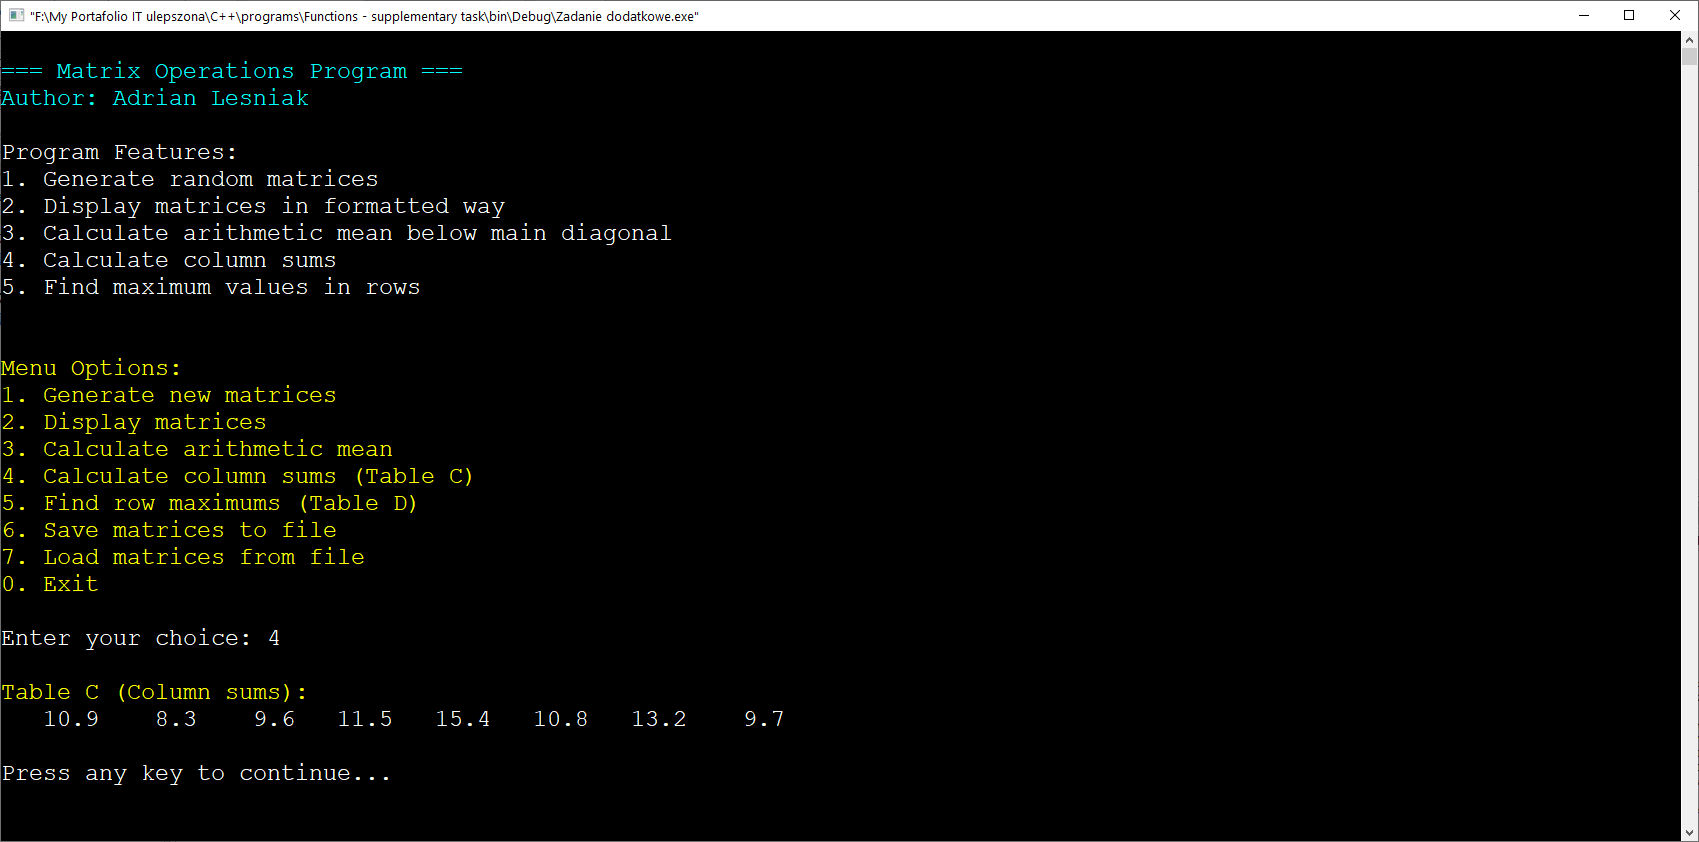 "F:\My Portafolio IT ulepszona\C++\programs\Functions - supplementary task\bin\Debug\Zadanie dodatkowe.exe"
=== Matrix Operations Program ===
Author: Adrian Lesniak
Program Features:
1. Generate random matrices
2. Display matrices in formatted way
3. Calculate arithmetic mean below main diagonal
4. Calculate column sums
5. Find maximum values in rows
Menu Options:
1. Generate new matrices
2. Display matrices
3. Calculate arithmetic mean
4. Calculate column sums (Table C)
5. Find row maximums (Table D)
6. Save matrices to file
7. Load matrices from file
0. Exit
Enter your choice: 4
Table C (Column sums):
10.9 8.3 9.6 11.5 15.4 10.8 13.2 9.7
Press any key to continue...